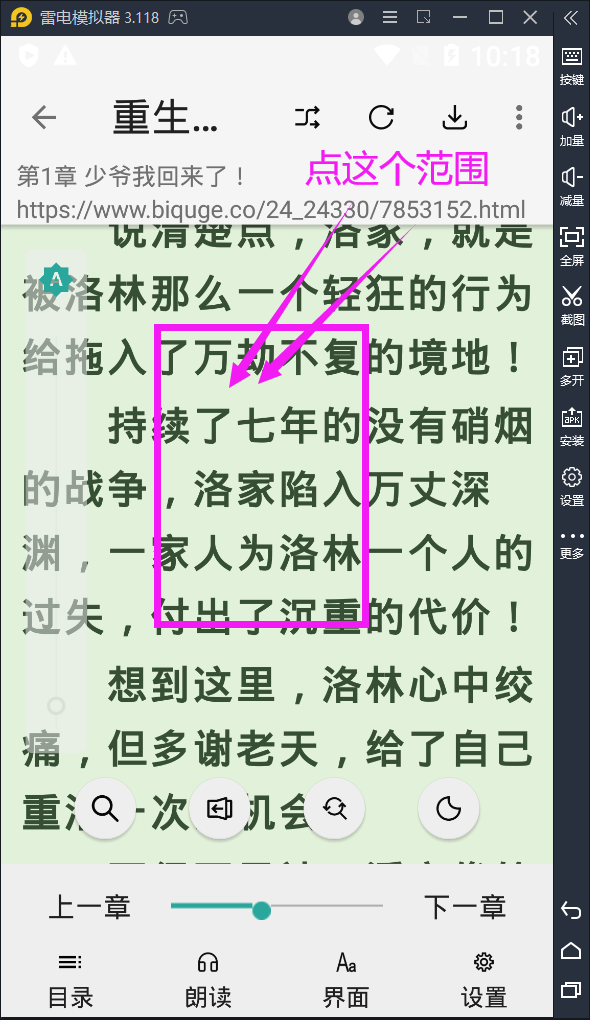 雷电模拟器 3.118
10:18
重生...
第1章 少爷我回来了！
点这个范围
https://www.biquge.co/24_24330/7853152.html
说清楚点，洛家，就是
被洛林那么一个轻狂的行为
给拖入了万劫不复的境地！
持续了七年的没有硝烟
的战争，洛家陷入万丈深
渊，一家人为洛林一个人的
过失，付出了沉重的代价！
想到这里，洛林心中绞
痛，但多谢老天，给了自己
一次
机会
A
上一章
下一章
目录
朗读
Aa
界面
设置
按键
加量
减量
全屏
截图
多开
APK
安装
设置
更多